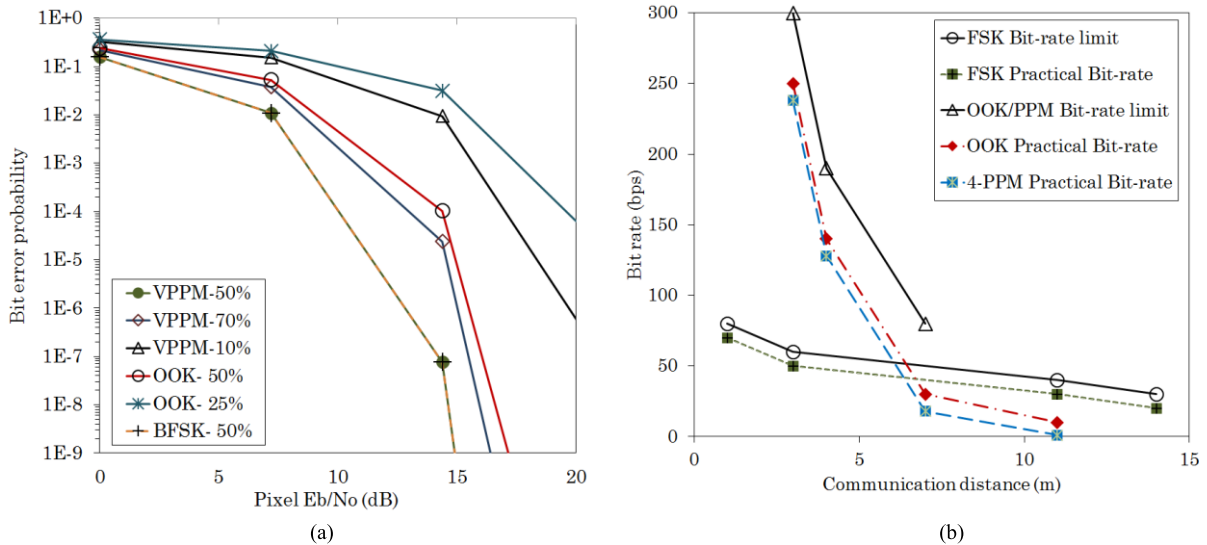 1E+0
1E-1
1E-2
1E-3
1E-4
1E-5
1E-6
1E-7
1E-8
1E-9
Bit error probability
VPPM-50%
VPPM-70%
VPPM-10%
OOK- 50%
OOK- 25%
BFSK- 50%
0
5
10
15
20
Pixel Eb/No (dB)
(a)
300
250
200
150
100
50
0
Bit rate (bps)
FSK Bit-rate limit
FSK Practical Bit-rate
OOK/PPM Bit-rate limit
OOK Practical Bit-rate
4-PPM Practical Bit-rate
0
5
10
15
Communication distance (m)
(b)